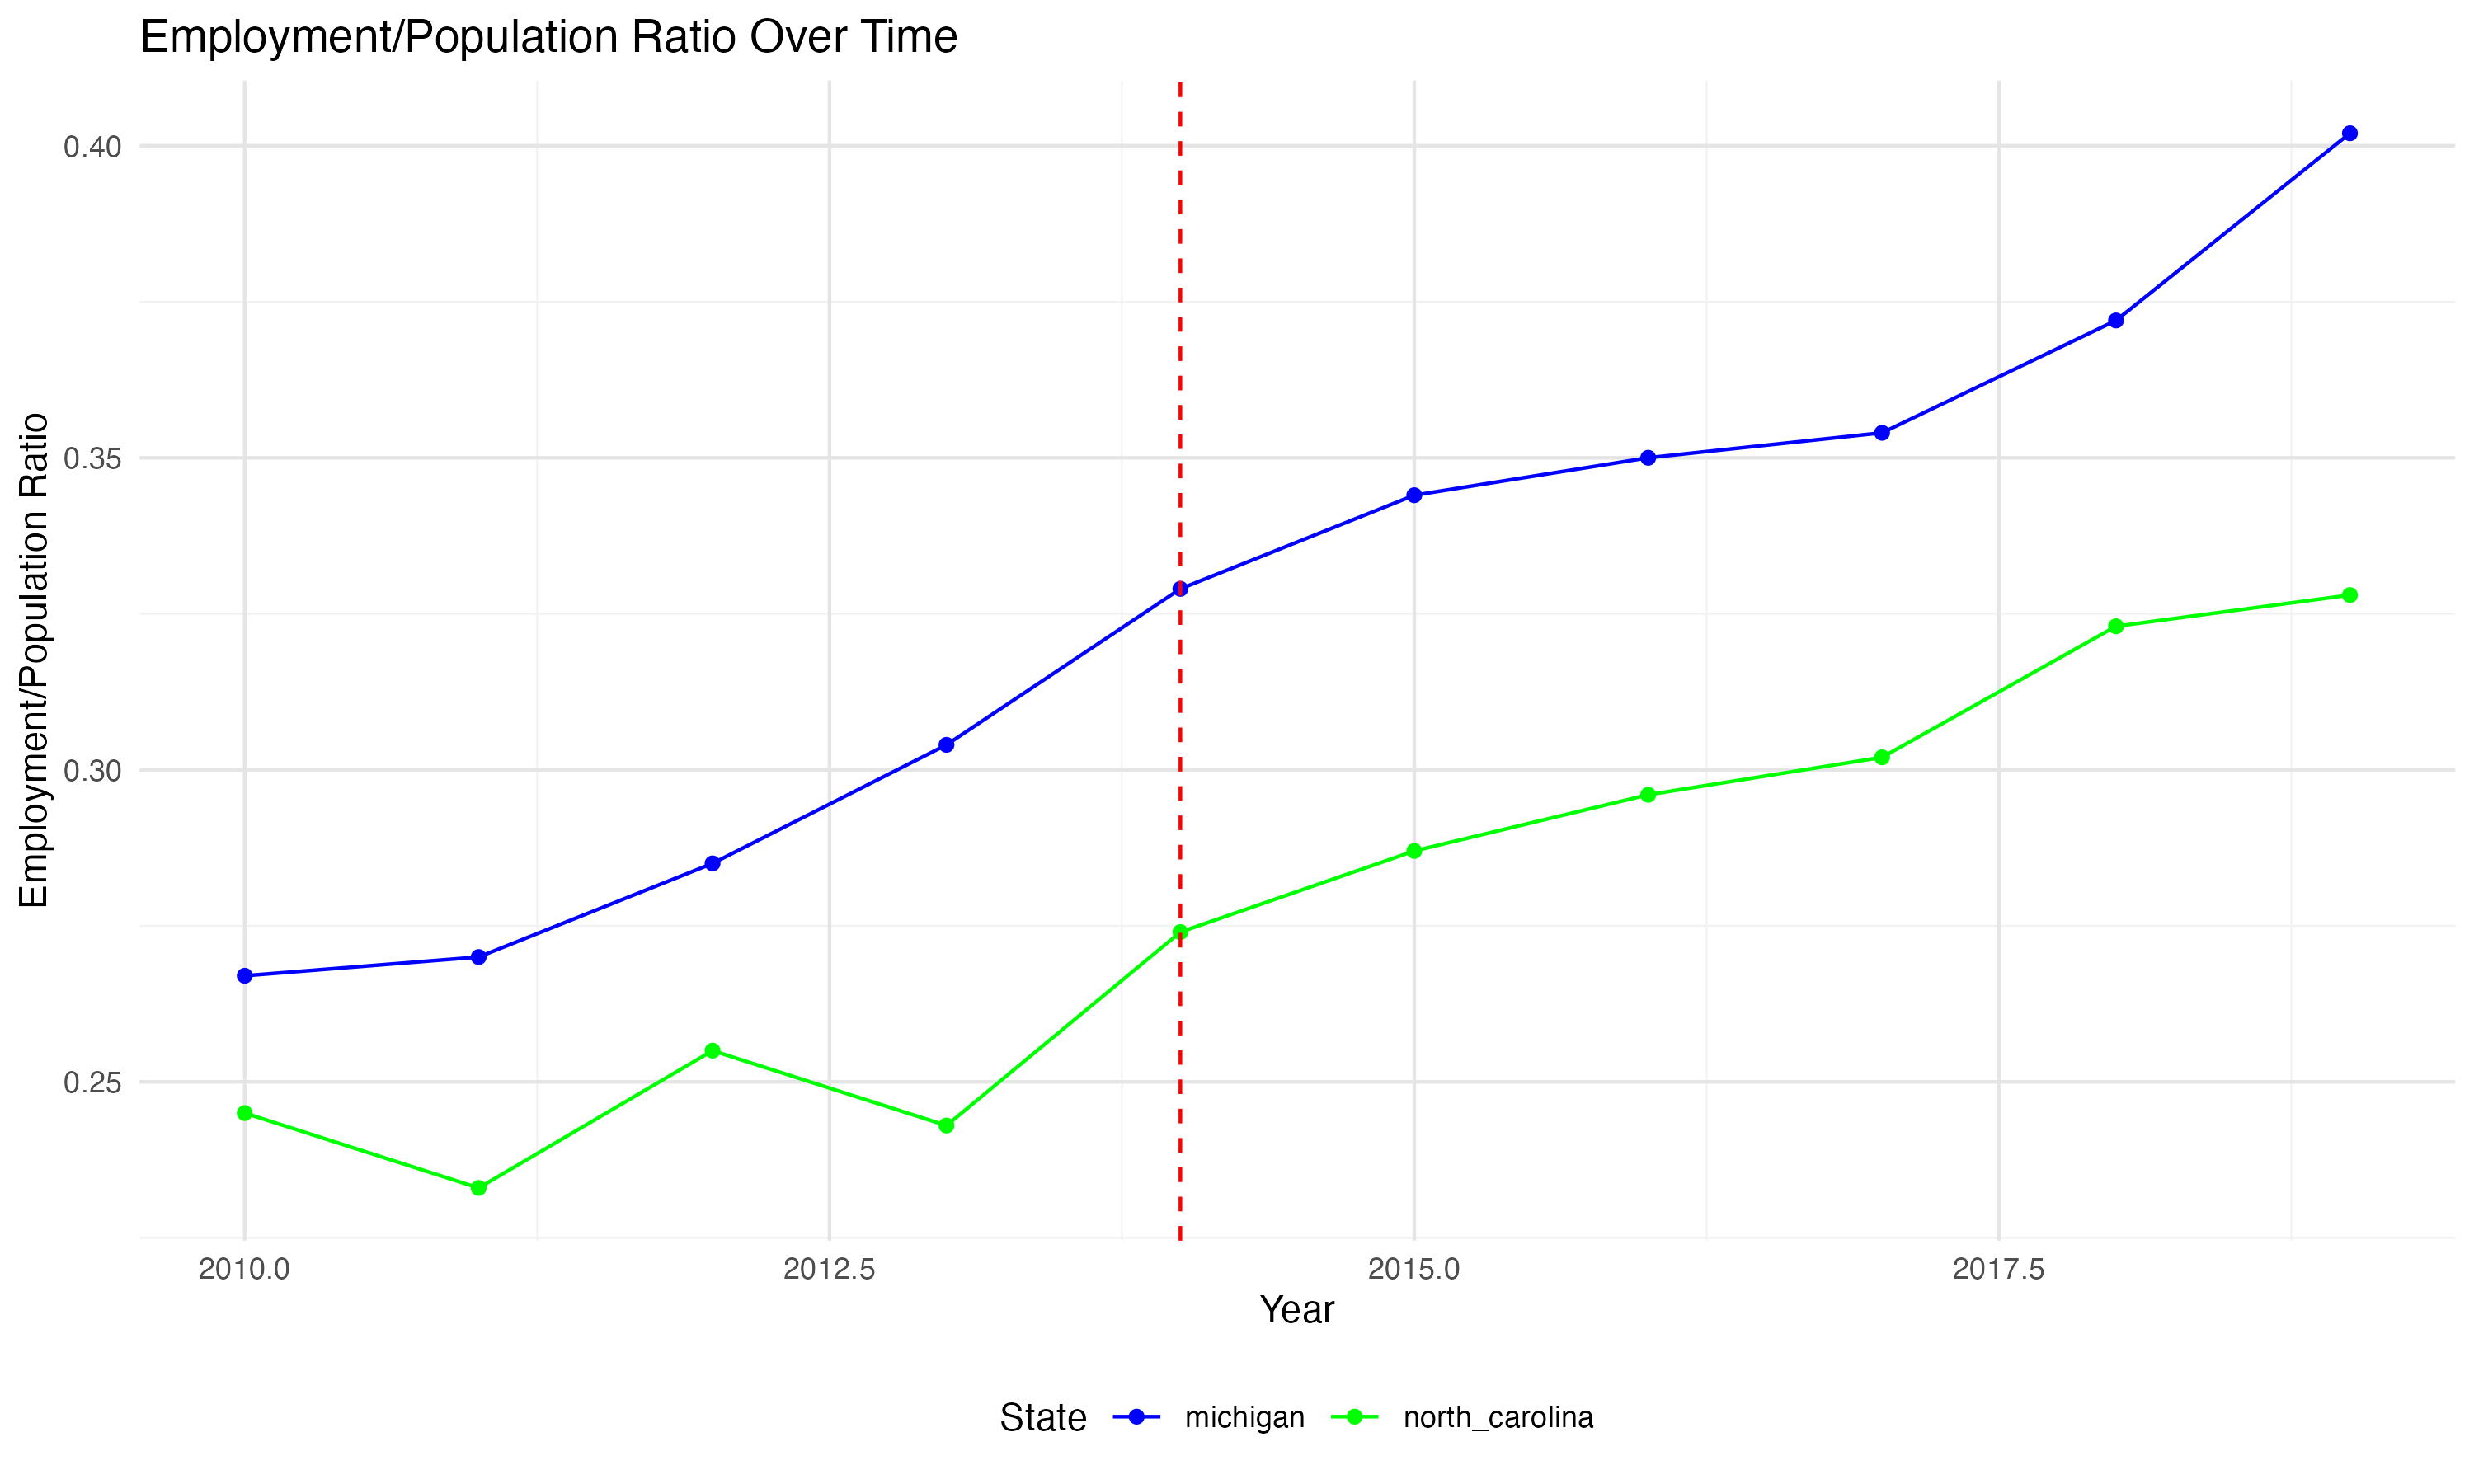 Employment/Population Ratio Over Time
Employment/Population Ratio
0.40
0.35
0.30
0.25
2010.0 2012.5 2015.0 2017.5
Year
State michigan north_carolina